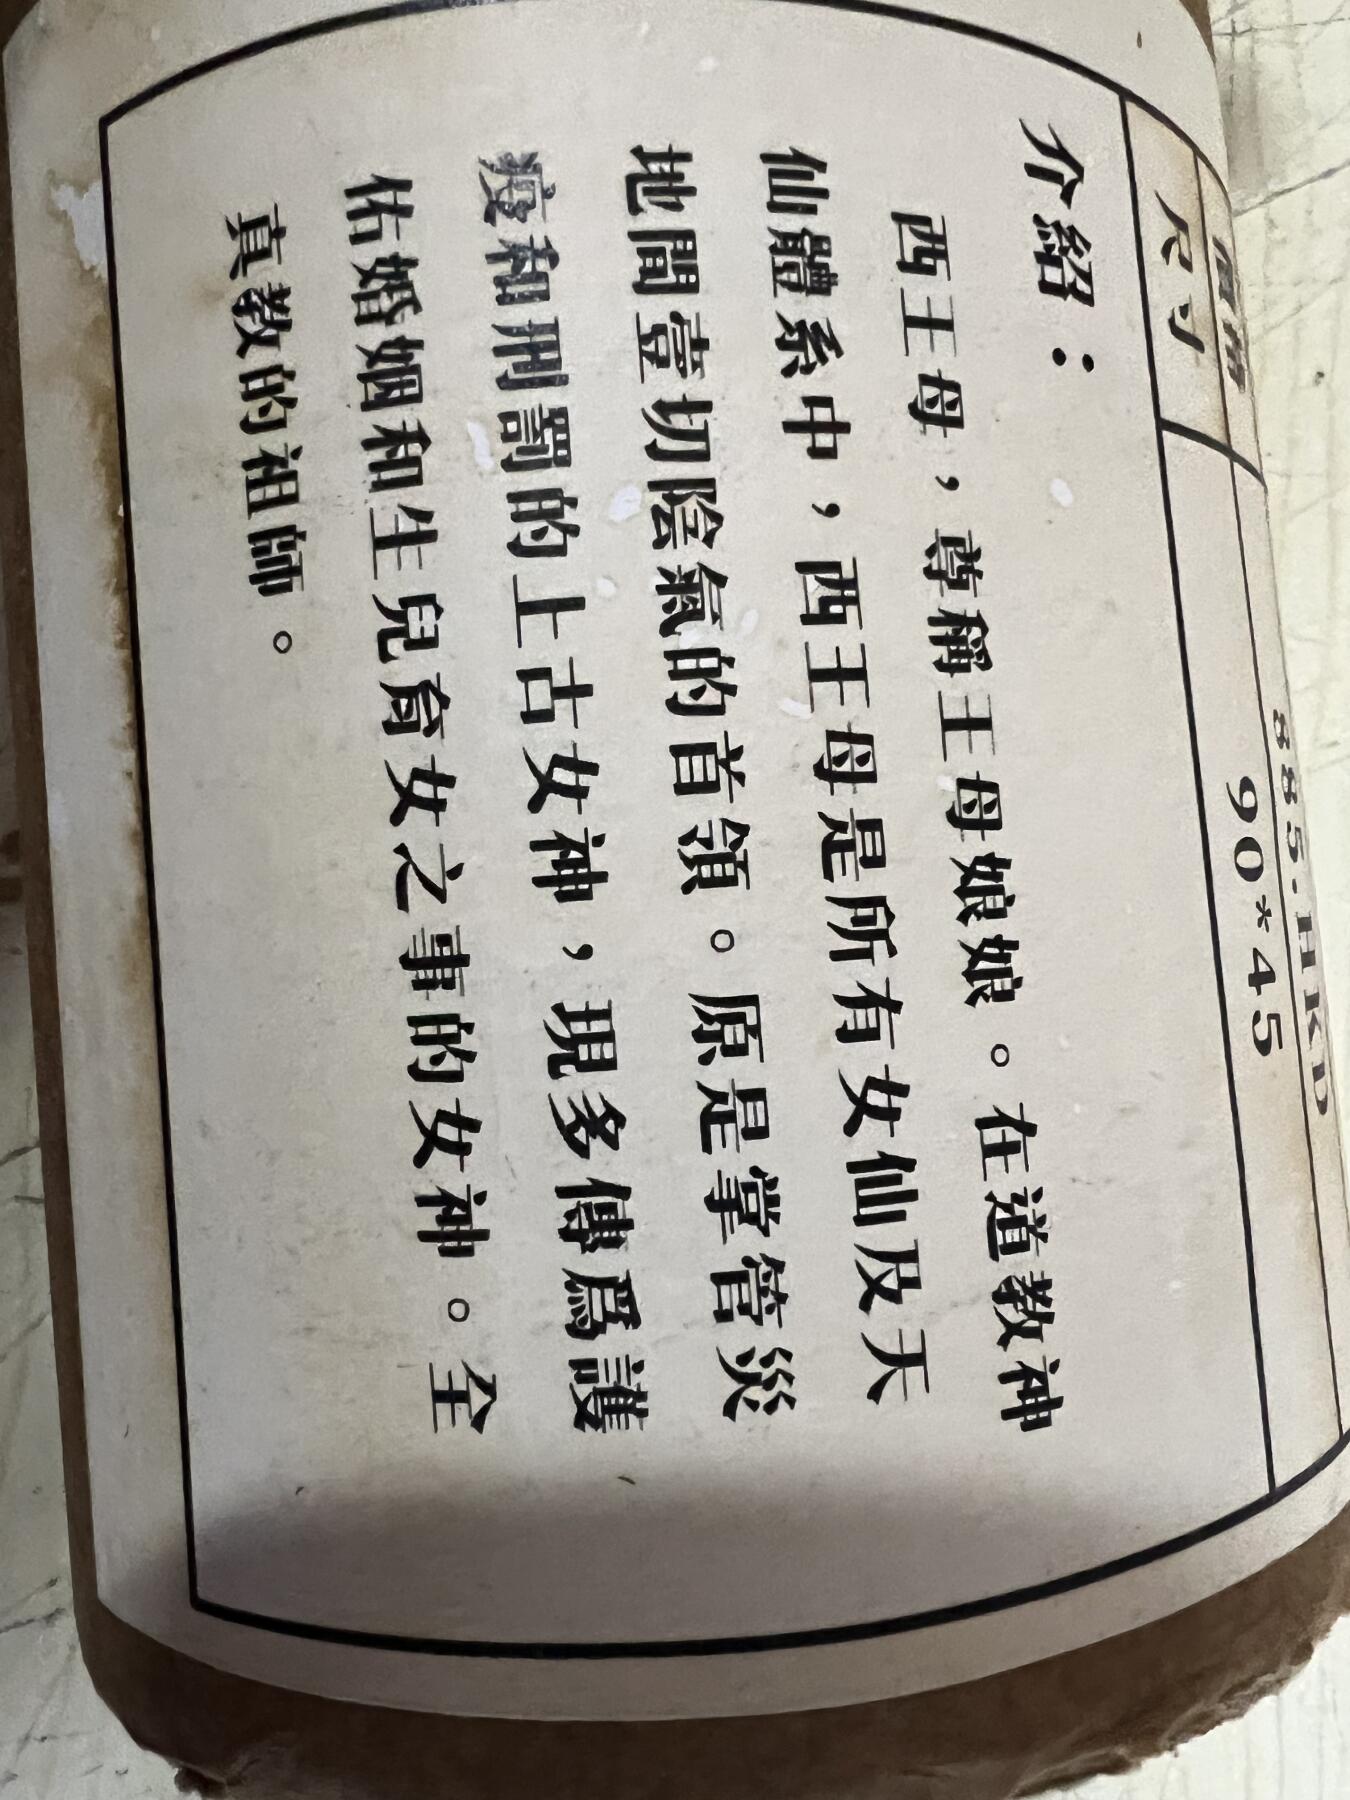 885·HKD
尺寸 90*45
介紹：
西王母，尊稱王母娘娘。在道教神
仙體系中，西王母是所有女仙及天
地間壹切陰氣的首領。原是掌管災
疫和刑罰的上古女神，現多傳爲護
佑婚姻和生兒育女之事的女神。全
真教的祖師。